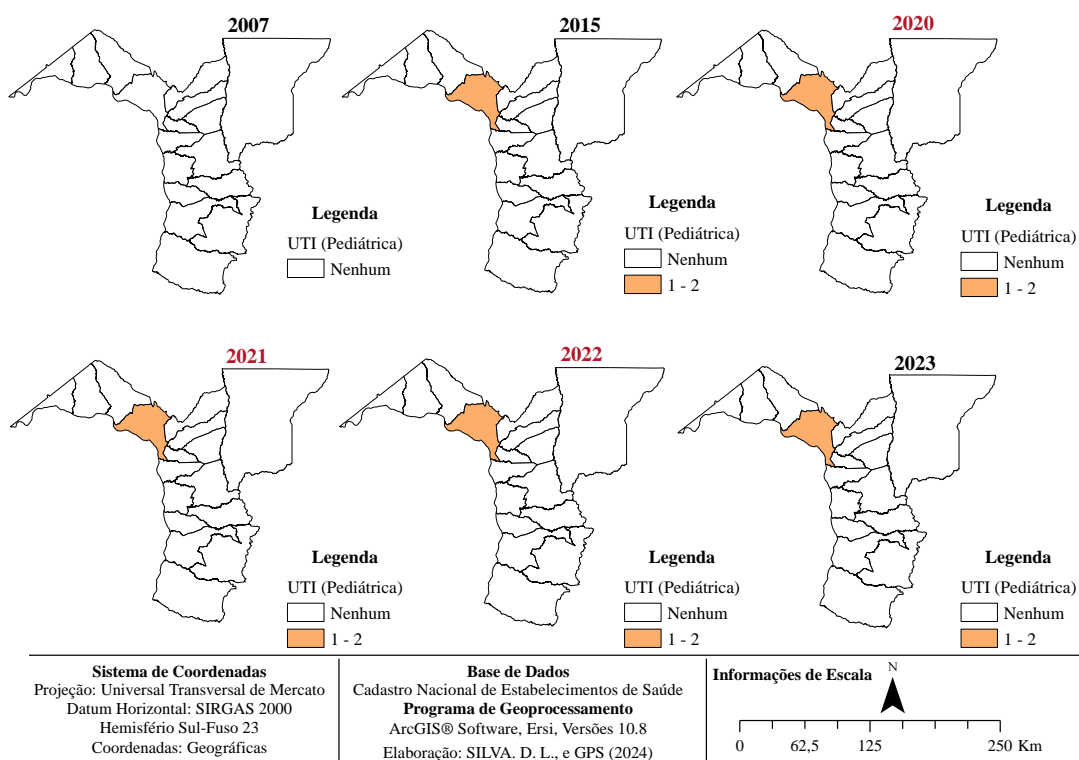 2007
Legenda
UTI (Pediátrica)
Nenhum
2015
Legenda
UTI (Pediátrica)
Nenhum
1 - 2
2020
Legenda
UTI (Pediátrica)
Nenhum
1 - 2
2021
Legenda
UTI (Pediátrica)
Nenhum
1 - 2
2022
Legenda
UTI (Pediátrica)
Nenhum
1 - 2
2023
Legenda
UTI (Pediátrica)
Nenhum
1 - 2
Sistema de Coordenadas
Projeção: Universal Transversal de Mercato
Datum Horizontal: SIRGAS 2000
Hemisfério Sul-Fuso 23
Coordenadas: Geográficas
Base de Dados
Cadastro Nacional de Estabelecimentos de Saúde
Programa de Geoprocessamento
ArcGIS® Software, Ersi, Versões 10.8
Elaboração: SILVA. D. L., e GPS (2024)
Informações de Escala
N
0 62,5 125 250 Km